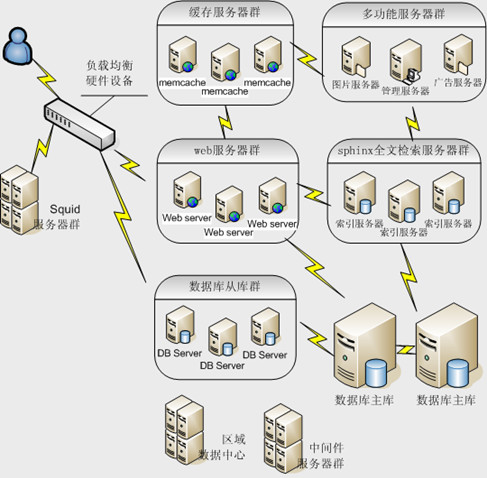 缓存服务器群
多功能服务器群
负载均衡
硬件设备
memcache
memcache
memcache
图片服务器
管理服务器
广告服务器
web服务器群
sphinx全文检索服务器群
Squid
服务器群
Web server
Web server
Web server
索引服务器
索引服务器
索引服务器
数据库从库群
DB Server
DB Server
DB Server
数据库主库
数据库主库
区域
数据中心
中间件
服务器群